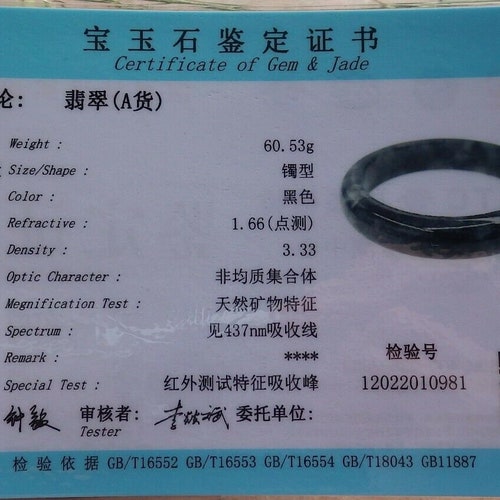 宝玉石鉴定证书
Certificate of Gem & Jade
论: 翡翠(A货)
Weight : 60.53g
Size/Shape : 镯型
Color : 黑色
Refractive : 1.66(点测)
Density : 3.33
Optic Character : 非均质集合体
Megnification Test : 天然矿物特征
Spectrum : 见437nm吸收线
Remark : ****
检验号
Special Test : 红外测试特征吸收峰
12022010981
审核者: 委托单位:
Tester
检验依据 GB/T16552 GB/T16553 GB/T16554 GB/T18043 GB11887